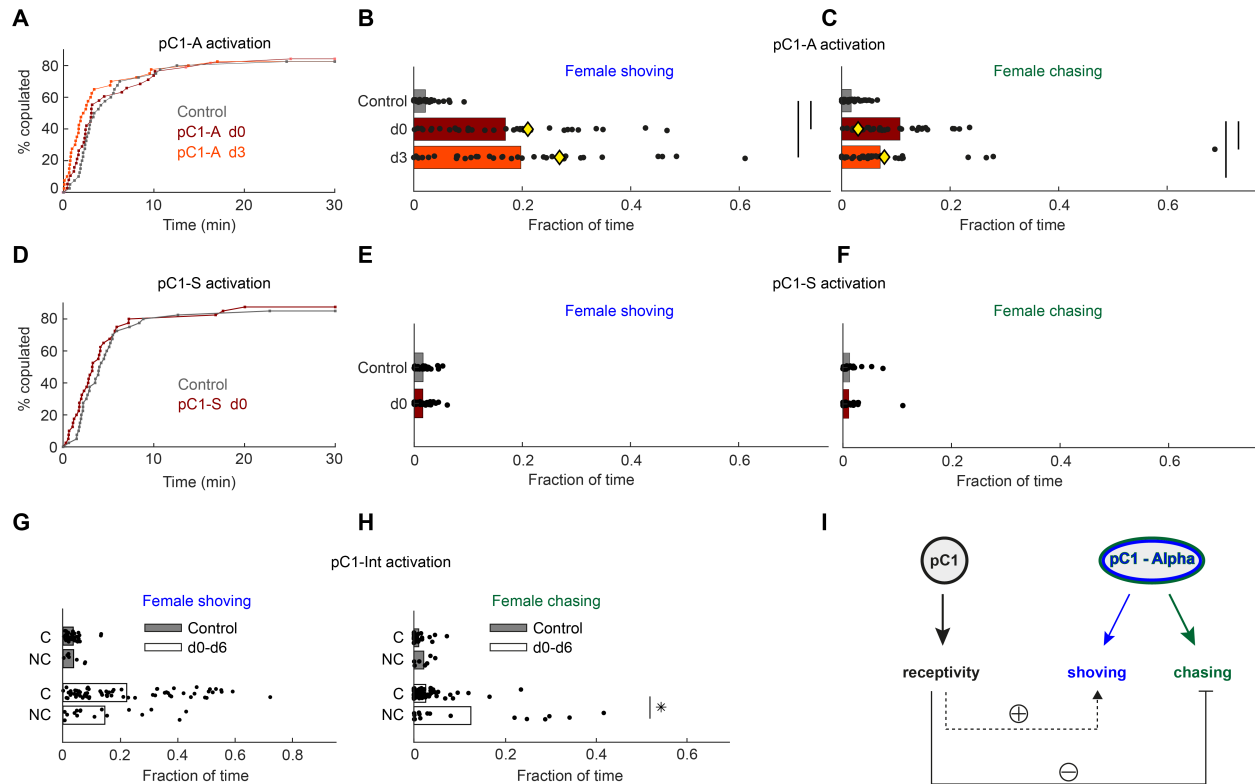 A
pC1-A activation
% copulated
80
60
40
20
0
Control
pC1-A d0
pC1-A d3
0
10
20
30
Time (min)
B
C
pC1-A activation
Female shoving
Control
d0
d3
0
0.2
0.4
0.6
Fraction of time
Female chasing
0
0.2
0.4
0.6
Fraction of time
D
pC1-S activation
% copulated
80
60
40
20
0
Control
pC1-S d0
0
10
20
30
Time (min)
E
F
pC1-S activation
Female shoving
Control
d0
0
0.2
0.4
0.6
Fraction of time
Female chasing
0
0.2
0.4
0.6
Fraction of time
G
H
pC1-Int activation
Female shoving
Control
d0-d6
C
NC
C
NC
0
0.2
0.4
0.6
0.8
Fraction of time
Female chasing
Control
d0-d6
C
NC
C
NC
0
0.2
0.4
0.6
Fraction of time
I
pC1
pC1 - Alpha
receptivity
shoving
chasing